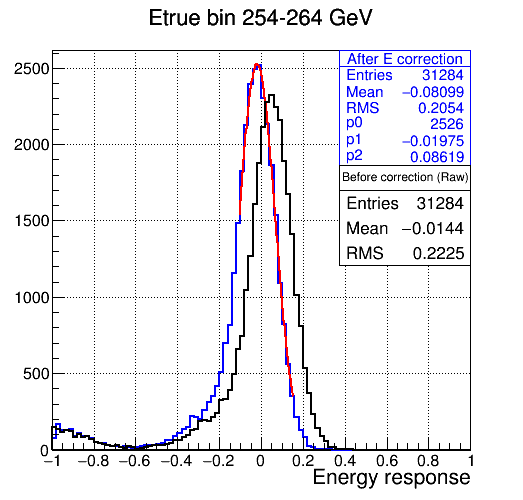 Etrue bin 254-264 GeV
After E correction
Entries 31284
Mean −0.08099
RMS 0.2054
p0 2526
p1 −0.01975
p2 0.08619
Before correction (Raw)
Entries 31284
Mean −0.0144
RMS 0.2225
2500
2000
1500
1000
500
0
−1 −0.8 −0.6 −0.4 −0.2 0 0.2 0.4 0.6 0.8 1
Energy response